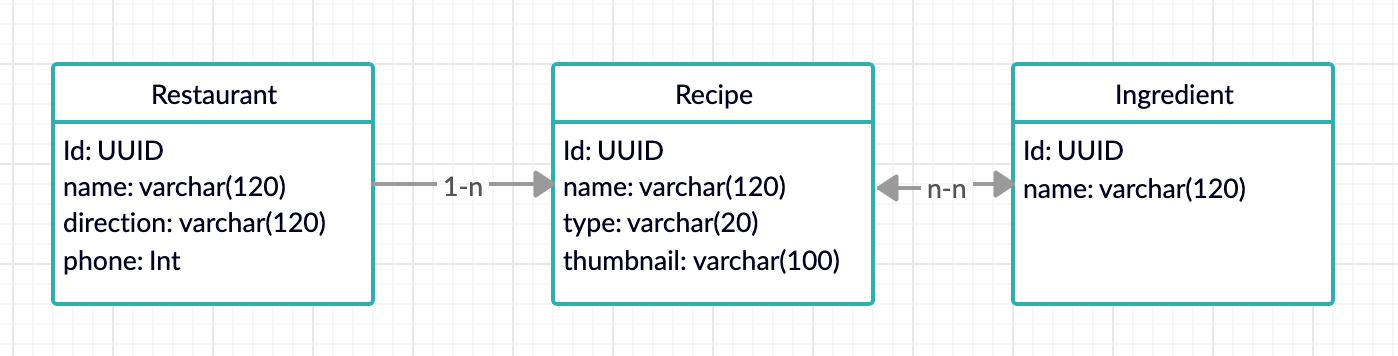 Restaurant
Id: UUID
name: varchar(120)
direction: varchar(120)
phone: Int
1-n
Recipe
Id: UUID
name: varchar(120)
type: varchar(20)
thumbnail: varchar(100)
n-n
Ingredient
Id: UUID
name: varchar(120)